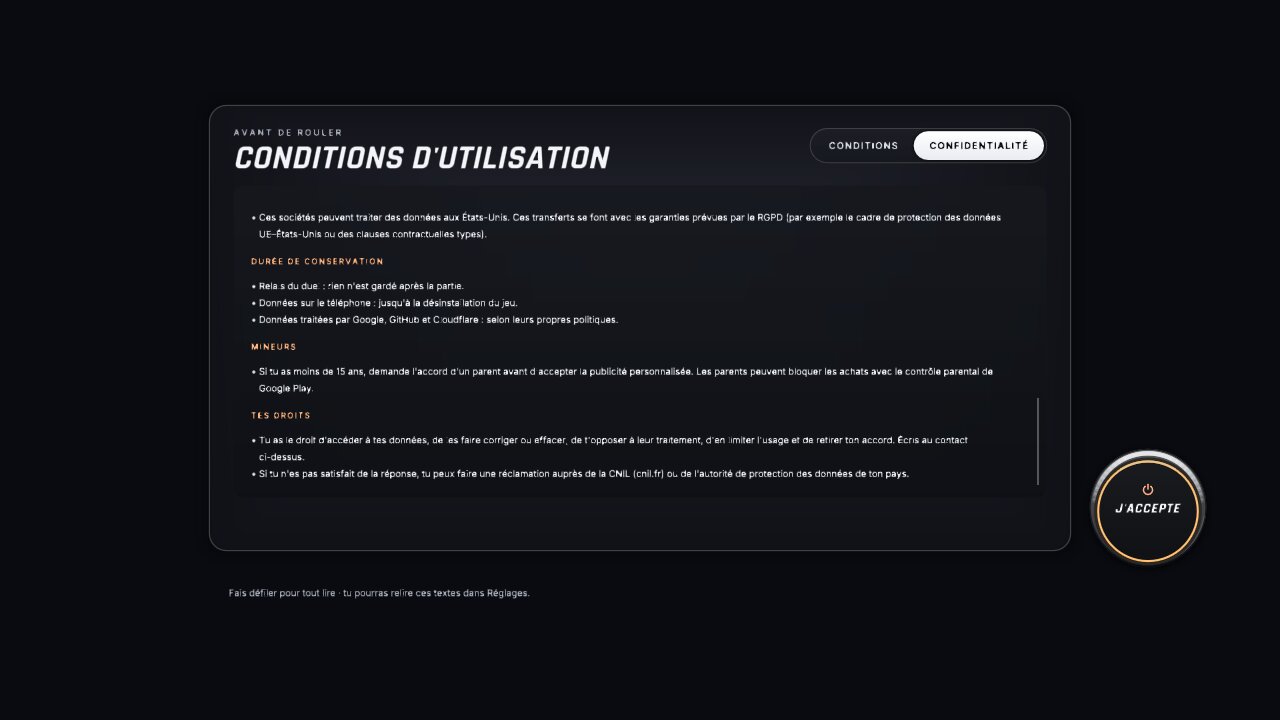 AVANT DE ROULER
CONDITIONS D'UTILISATION
CONDITIONS
CONFIDENTIALITÉ
• Ces sociétés peuvent traiter des données aux États-Unis. Ces transferts se font avec les garanties prévues par le RGPD (par exemple le cadre de protection des données
UE–États-Unis ou des clauses contractuelles types).
DURÉE DE CONSERVATION
• Relais du duel : rien n'est gardé après la partie.
• Données sur le téléphone : jusqu'à la désinstallation du jeu.
• Données traitées par Google, GitHub et Cloudflare : selon leurs propres politiques.
MINEURS
• Si tu as moins de 15 ans, demande l'accord d'un parent avant d'accepter la publicité personnalisée. Les parents peuvent bloquer les achats avec le contrôle parental de
Google Play.
TES DROITS
• Tu as le droit d'accéder à tes données, de les faire corriger ou effacer, de t'opposer à leur traitement, d'en limiter l'usage et de retirer ton accord. Écris au contact
ci-dessus.
• Si tu n'es pas satisfait de la réponse, tu peux faire une réclamation auprès de la CNIL (cnil.fr) ou de l'autorité de protection des données de ton pays.
J'ACCEPTE
Fais défiler pour tout lire · tu pourras relire ces textes dans Réglages.